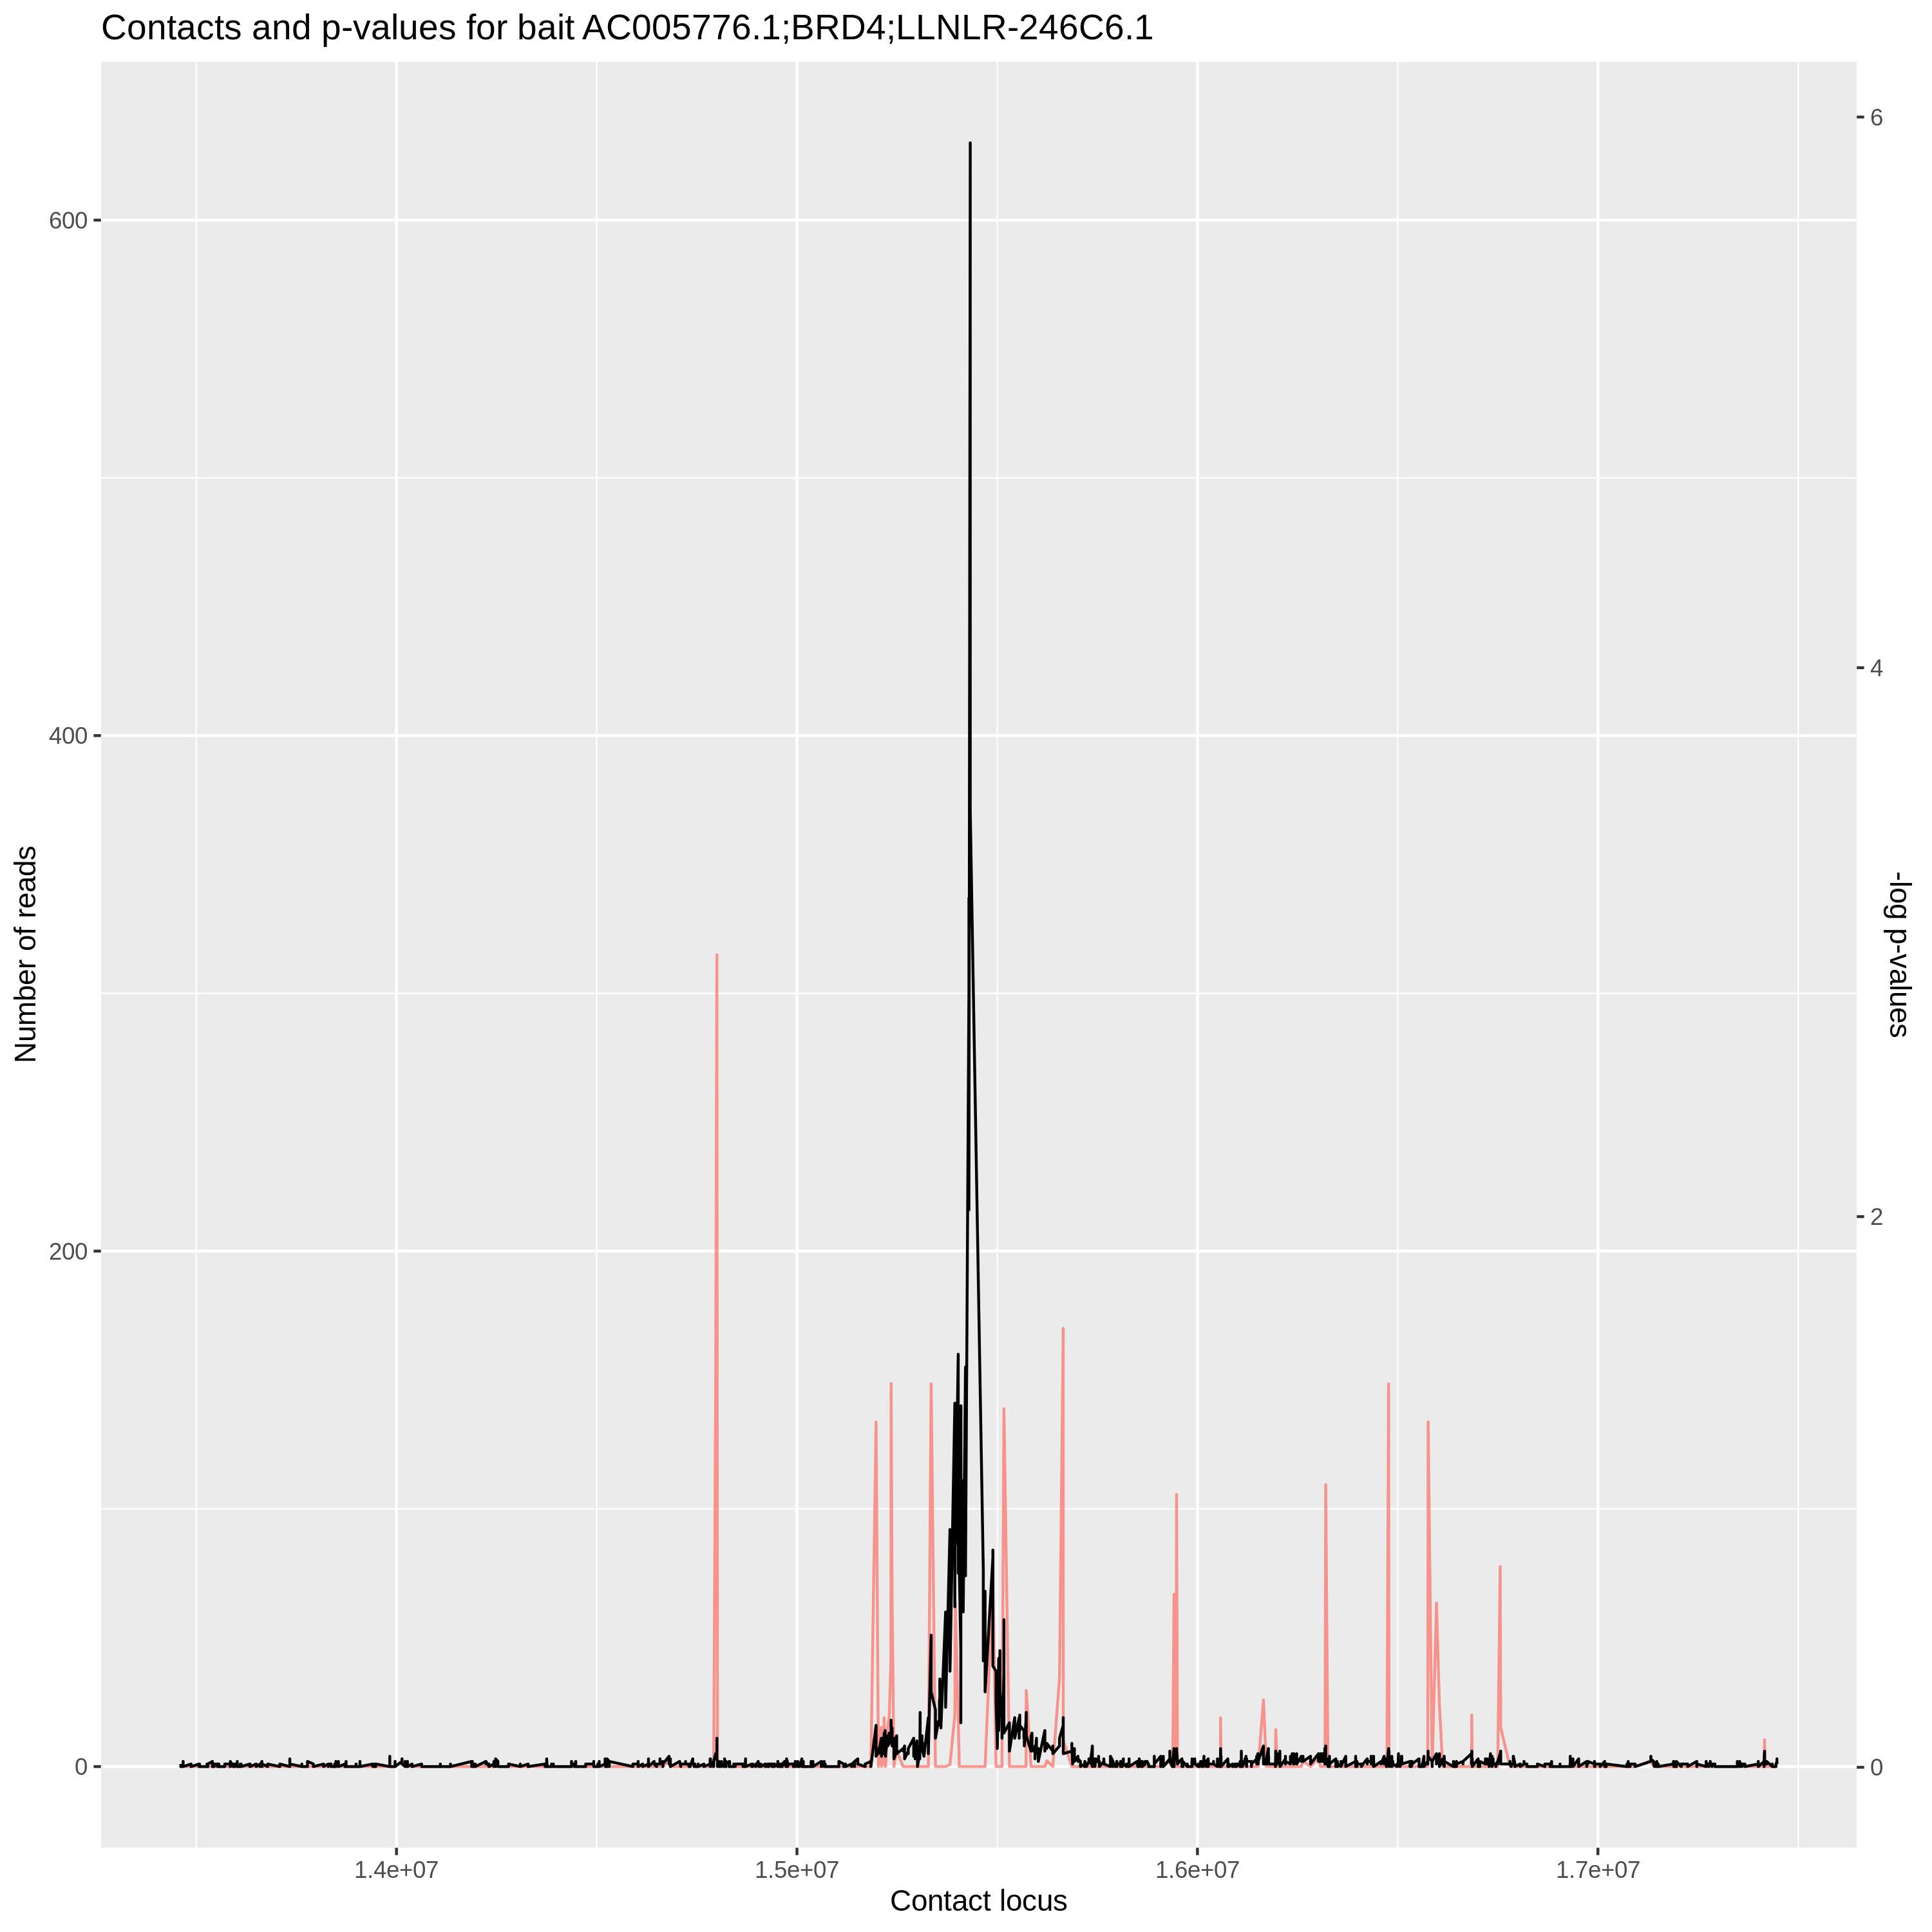 Contacts and p-values for bait AC005776.1;BRD4;LLNLR-246C6.1
600
400
200
0
Number of reads
6
4
2
0
-log p-values
1.4e+07
1.5e+07
1.6e+07
1.7e+07
Contact locus